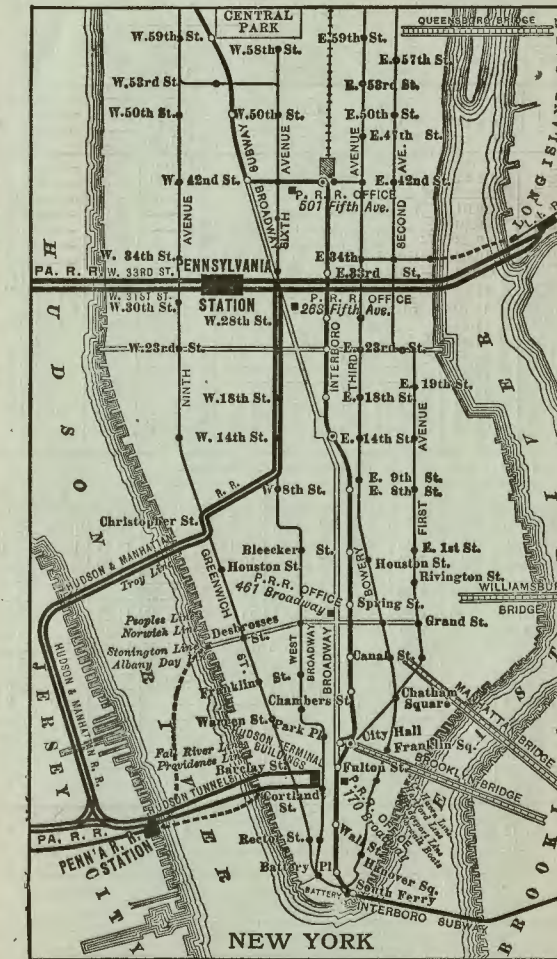 CENTRAL
PARK
QUEENSBORO BRIDGE
W. 59th St.
E. 59th St.
W. 58th St.
E. 57th St.
W. 53rd St.
E. 53rd St.
W. 50th St.
W. 50th St.
E. 50th St.
E. 47th St.
SUBWAY
BROADWAY
AVENUE
SIXTH
AVENUE
THIRD
SECOND AVE.
LONG ISLAND
W. 42nd St.
E. 42nd St.
P. R. R. OFFICE
501 Fifth Ave.
AVENUE
NINTH
W. 34th St.
E. 34th
PA. R. R.
W. 33RD ST.
PENNSYLVANIA
STATION
E. 33rd St.
W. 31ST ST.
W. 30th St.
P. R. R. OFFICE
263 Fifth Ave.
W. 28th St.
W. 23rd St.
E. 23rd St.
INTERBORO
E. 19th St.
W. 18th St.
E. 18th St.
W. 14th St.
E. 14th St.
AVENUE
FIRST
E. 9th St.
W 8th St.
E. 8th St.
R. R.
Christopher St.
HUDSON & MANHATTAN
Troy Line
GREENWICH ST.
Bleecker St.
E. 1st St.
Houston St.
Houston St.
BOWERY
Rivington St.
P. R. R. OFFICE
461 Broadway
WILLIAMSBURG
BRIDGE
Spring St.
Peoples Line
Norwich Line
Desbrosses
St.
Grand St.
Stonington Line
Albany Day Line
WEST
BROADWAY
BROADWAY
Canal St.
MANHATTAN BRIDGE
HUDSON & MANHATTAN R. R.
Franklin St.
Chambers St.
Chatham
Square
Warren St.
Park Pl.
City Hall
HUDSON TERMINAL
BUILDINGS
Franklin Sq.
BROOKLYN BRIDGE
Fall River Line
Providence Line
Barclay St.
Fulton St.
HUDSON TUNNELS
Cortland
St.
P. R. R. OFFICE
170 Broadway
PA. R. R.
PENN'A R. R.
STATION
Rector St.
Wall St.
Battery Pl.
Hanover Sq.
BATTERY
South Ferry
INTERBORO SUBWAY
HUDSON
RIVER
JERSEY
CITY
EAST
RIVER
BROO
NEW YORK